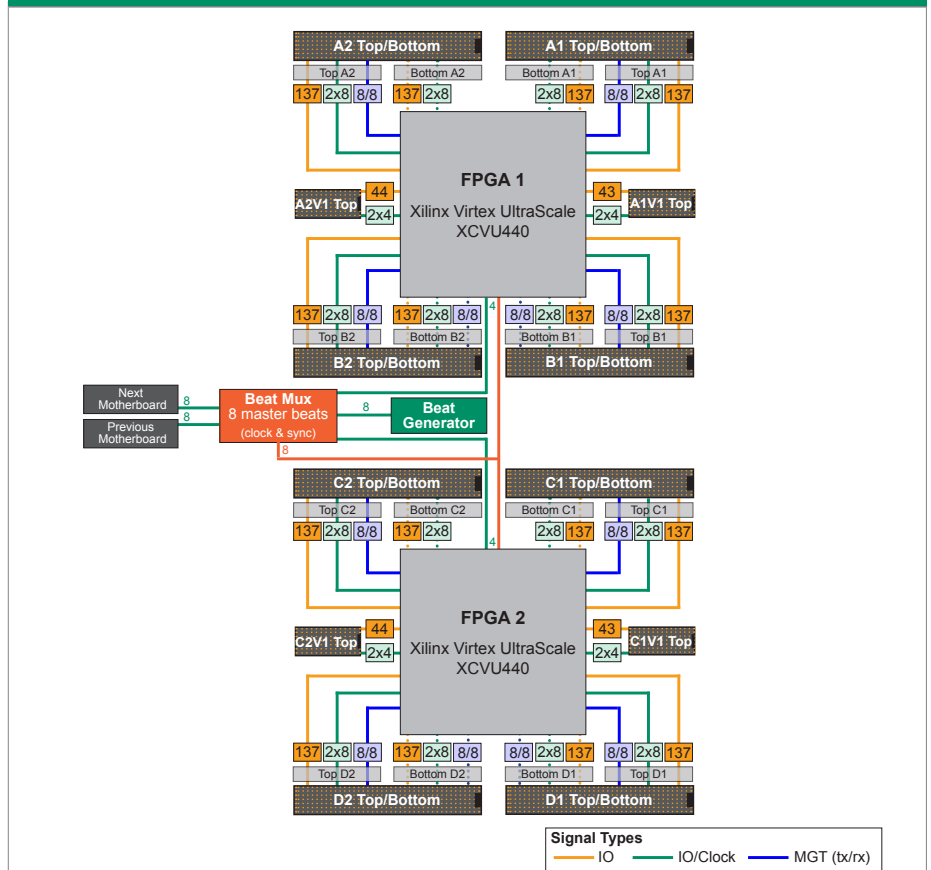 A2 Top/Bottom A1 Top/Bottom
Top A2 Bottom A2 Bottom A1 Top A1
137 2x8 8/8 137 2x8 2x8 137 8/8 2x8 137
FPGA 1
44 43
A2V1 Top Xilinx Virtex UltraScale A1V1 Top
2x4 2x4
XCVU440
4
137 2x8 8/8 137 2x8 8/8 8/8 2x8 137 8/8 2x8 137
Top B2 Bottom B2 Bottom B1 Top B1
B2 Top/Bottom B1 Top/Bottom
Next
Motherboard
8
Previous
Motherboard
8
Beat Mux
8 master beats
(clock & sync)
8
8
Beat
Generator
C2 Top/Bottom C1 Top/Bottom
Top C2 Bottom C2 Bottom C1 Top C1
137 2x8 8/8 137 2x8 2x8 137 8/8 2x8 137
4
FPGA 2
44 43
C2V1 Top Xilinx Virtex UltraScale C1V1 Top
2x4 2x4
XCVU440
137 2x8 8/8 137 2x8 8/8 8/8 2x8 137 8/8 2x8 137
Top D2 Bottom D2 Bottom D1 Top D1
D2 Top/Bottom D1 Top/Bottom
Signal Types
IO IO/Clock MGT (tx/rx)